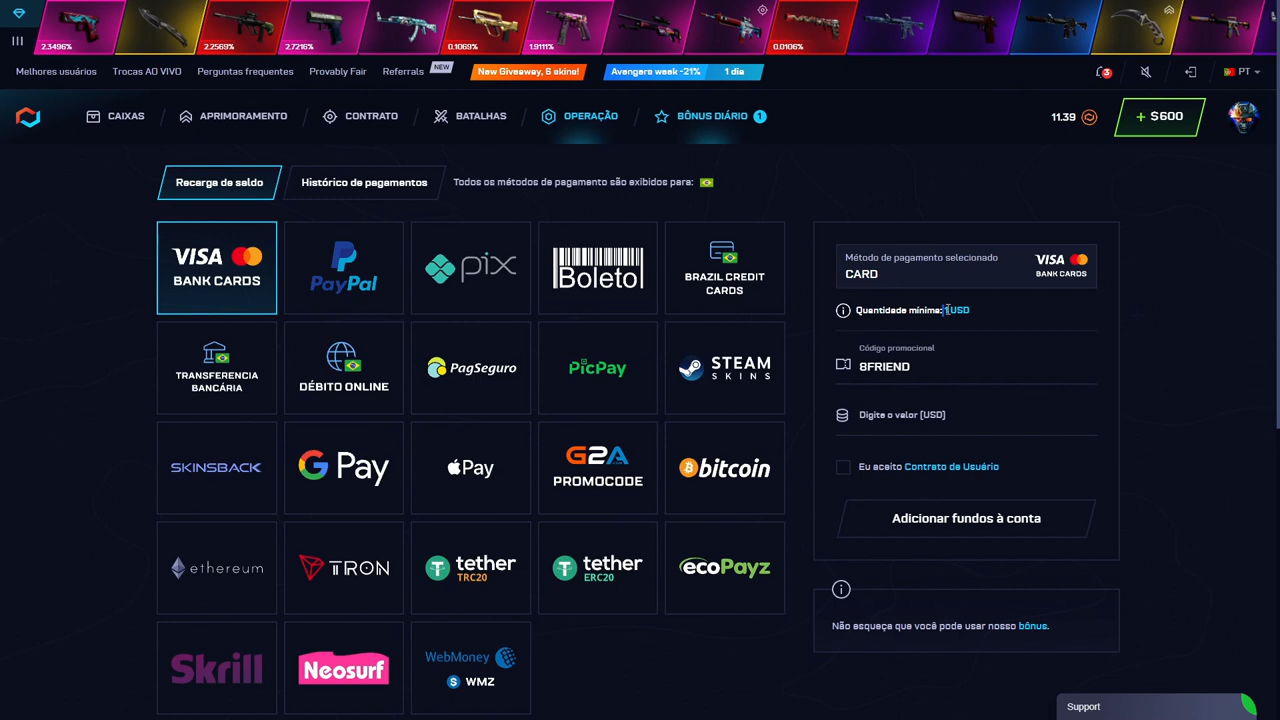 2.3496%
2.2569%
2.7216%
0.1069%
1.9111%
0.0106%
Melhores usuários
Trocas AO VIVO
Perguntas frequentes
Provably Fair
Referrals
NEW
New Giveaway, 6 skins!
Avengers week -21%
1 dia
3
PT
CAIXAS
APRIMORAMENTO
CONTRATO
BATALHAS
OPERAÇÃO
BÔNUS DIÁRIO
1
11.39
+ $600
Recarga de saldo
Histórico de pagamentos
Todos os métodos de pagamento são exibidos para:
VISA
BANK CARDS
PayPal
pix
Boleto
BRAZIL CREDIT
CARDS
TRANSFERENCIA
BANCÁRIA
DÉBITO ONLINE
PagSeguro
PicPay
STEAM
SKINS
SKINSBACK
G Pay
Pay
G2A
PROMOCODE
bitcoin
ethereum
TRON
tether
TRC20
tether
ERC20
ecoPayz
Skrill
Neosurf
WebMoney
WMZ
Método de pagamento selecionado
CARD
VISA
BANK CARDS
Quantidade mínima: 1 USD
Código promocional
8FRIEND
Digite o valor (USD)
Eu aceito Contrato de Usuário
Adicionar fundos à conta
Não esqueça que você pode usar nosso bônus.
Support